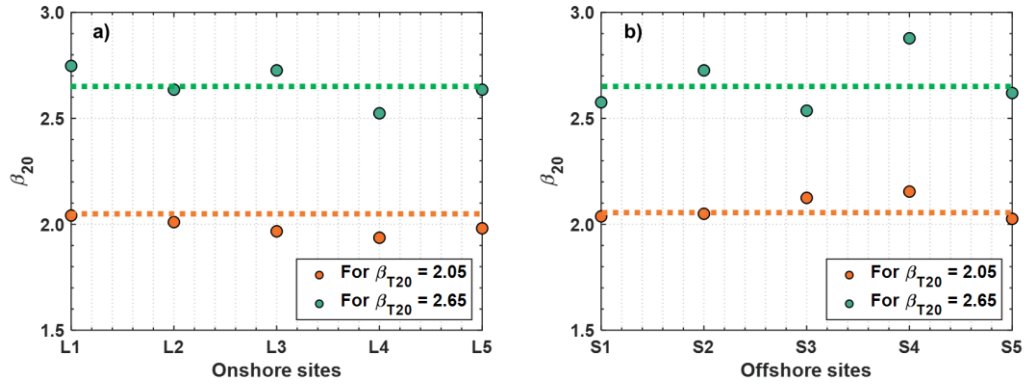 a)
3.0
2.5
2.0
1.5
β20
L1 L2 L3 L4 L5
Onshore sites
For βT20 = 2.05
For βT20 = 2.65
b)
3.0
2.5
2.0
1.5
β20
S1 S2 S3 S4 S5
Offshore sites
For βT20 = 2.05
For βT20 = 2.65